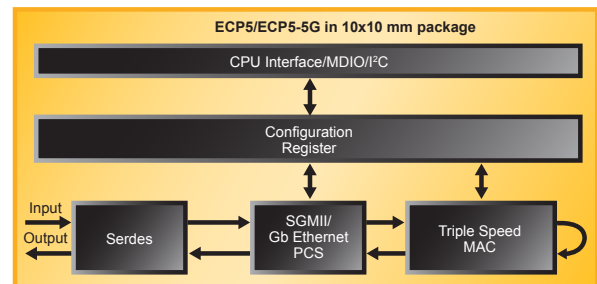 ECP5/ECP5-5G in 10x10 mm package
CPU Interface/MDIO/I²C
Configuration
Register
Input
Output
Serdes
SGMII/
Gb Ethernet
PCS
Triple Speed
MAC